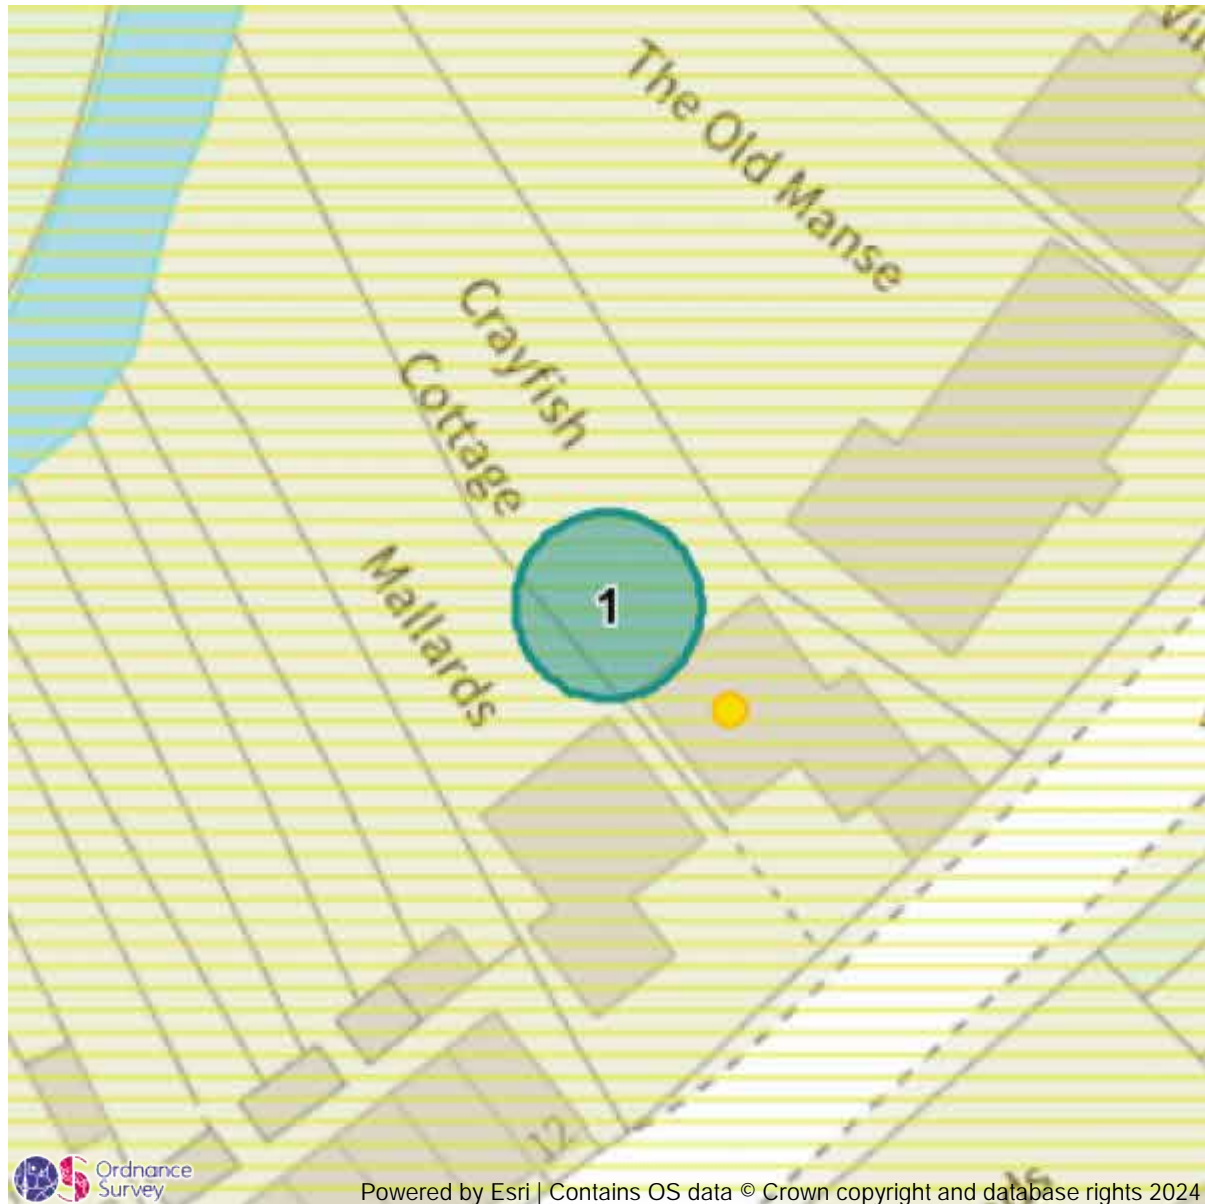 The Old Manse
Crayfish
Cottage
1
Mallards
12
Ordnance
Survey
Powered by Esri | Contains OS data © Crown copyright and database rights 2024